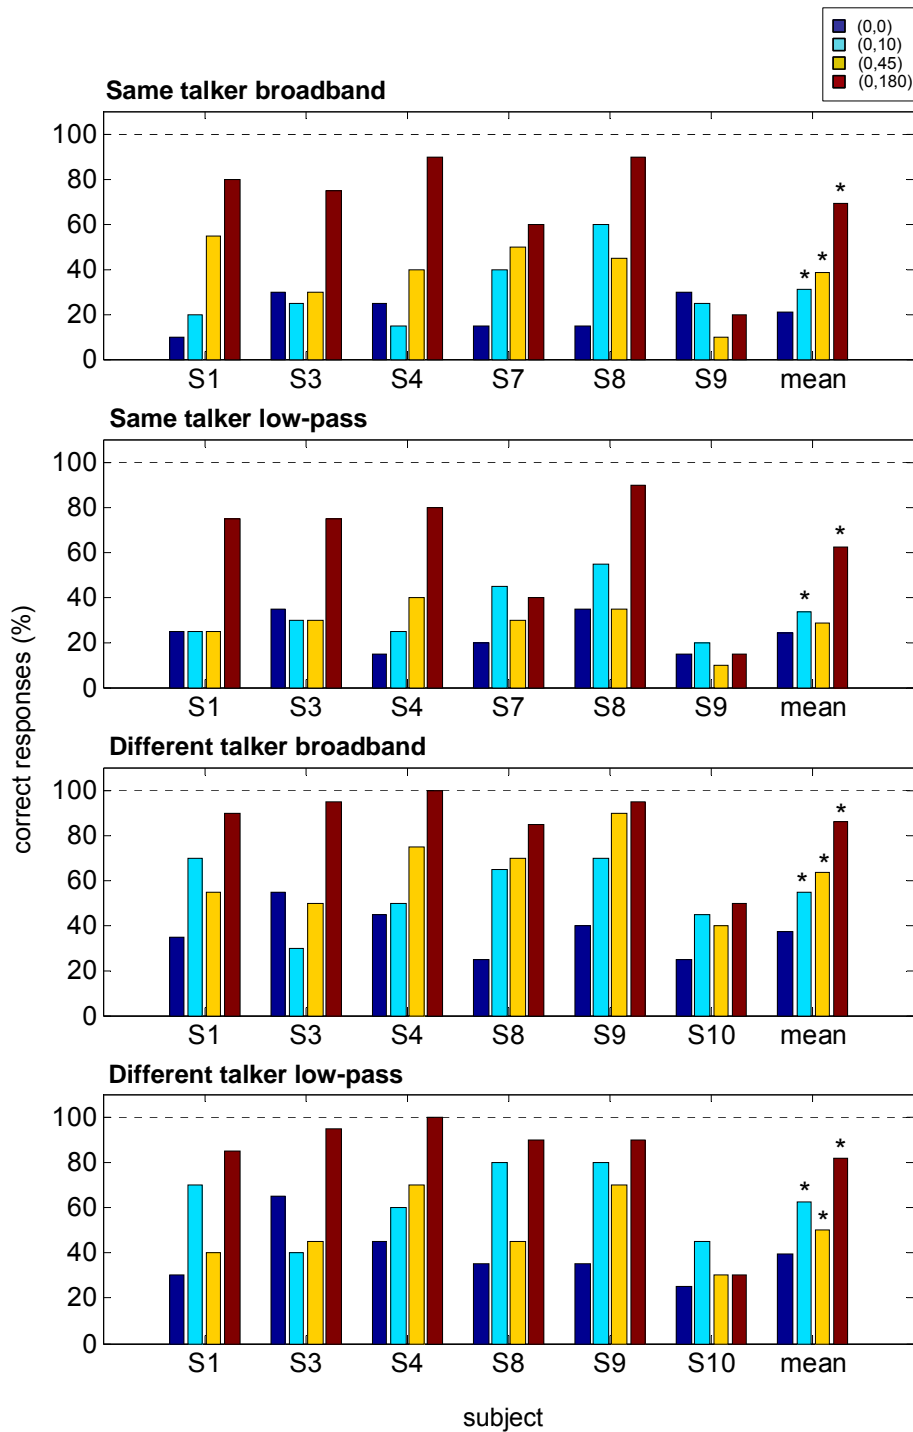 (0,0)
(0,10)
(0,45)
(0,180)
Same talker broadband
100
80
60
40
20
0
* * *
S1 S3 S4 S7 S8 S9 mean
Same talker low-pass
100
80
60
40
20
0
* *
S1 S3 S4 S7 S8 S9 mean
Different talker broadband
100
80
60
40
20
0
* * *
S1 S3 S4 S8 S9 S10 mean
Different talker low-pass
100
80
60
40
20
0
* * *
S1 S3 S4 S8 S9 S10 mean
correct responses (%)
subject